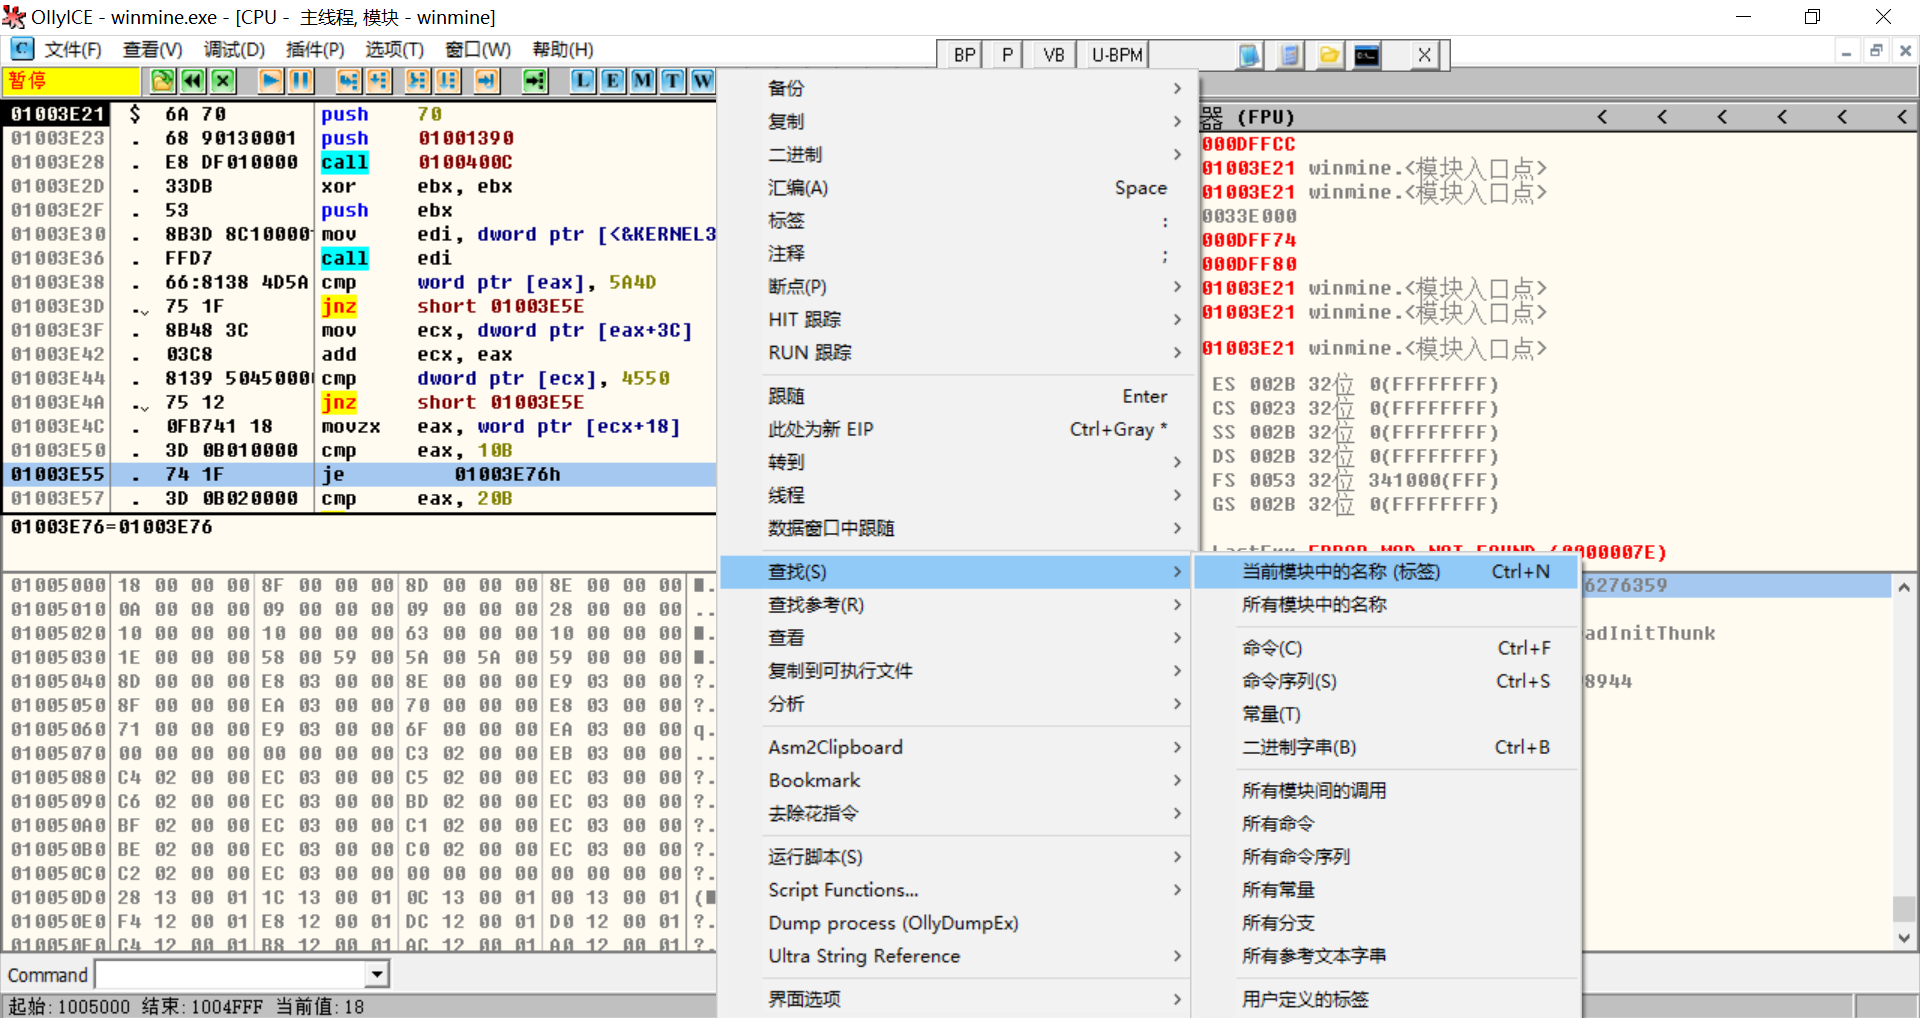 OllyICE - winmine.exe - [CPU - 主线程, 模块 - winmine]
文件(F) 查看(V) 调试(D) 插件(P) 选项(T) 窗口(W) 帮助(H)
BP P VB U-BPM X
暂停 L E M T W
01003E21 $ 6A 70 push 70
01003E23 . 68 90130001 push 01001390
01003E28 . E8 DF010000 call 0100400C
01003E2D . 33DB xor ebx, ebx
01003E2F . 53 push ebx
01003E30 . 8B3D 8C10000 mov edi, dword ptr [<&KERNEL3
01003E36 . FFD7 call edi
01003E38 . 66:8138 4D5A cmp word ptr [eax], 5A4D
01003E3D . 75 1F jnz short 01003E5E
01003E3F . 8B48 3C mov ecx, dword ptr [eax+3C]
01003E42 . 03C8 add ecx, eax
01003E44 . 8139 5045000 cmp dword ptr [ecx], 4550
01003E4A . 75 12 jnz short 01003E5E
01003E4C . 0FB741 18 movzx eax, word ptr [ecx+18]
01003E50 . 3D 0B010000 cmp eax, 10B
01003E55 . 74 1F je 01003E76h
01003E57 . 3D 0B020000 cmp eax, 20B
01003E76=01003E76
01005000 18 00 00 00 8F 00 00 00 8D 00 00 00 8E 00 00 00
01005010 0A 00 00 00 09 00 00 00 09 00 00 00 28 00 00 00 ..
01005020 10 00 00 00 10 00 00 00 63 00 00 00 10 00 00 00
01005030 1E 00 00 00 58 00 59 00 5A 00 5A 00 59 00 00 00
01005040 8D 00 00 00 E8 03 00 00 8E 00 00 00 E9 03 00 00 ?.
01005050 8F 00 00 00 EA 03 00 00 70 00 00 00 E8 03 00 00 ?.
01005060 71 00 00 00 E9 03 00 00 6F 00 00 00 EA 03 00 00 q.
01005070 00 00 00 00 00 00 00 00 C3 02 00 00 EB 03 00 00 ..
01005080 C4 02 00 00 EC 03 00 00 C5 02 00 00 EC 03 00 00 ?.
01005090 C6 02 00 00 EC 03 00 00 BD 02 00 00 EC 03 00 00 ?.
010050A0 BF 02 00 00 EC 03 00 00 C1 02 00 00 EC 03 00 00 ?.
010050B0 BE 02 00 00 EC 03 00 00 C0 02 00 00 EC 03 00 00 ?.
010050C0 C2 02 00 00 EC 03 00 00 00 00 00 00 00 00 00 00 ?.
010050D0 28 13 00 01 1C 13 00 01 0C 13 00 01 00 13 00 01 (
010050E0 F4 12 00 01 E8 12 00 01 DC 12 00 01 D0 12 00 01 ?.
010050F0 C4 12 00 01 B8 12 00 01 AC 12 00 01 A0 12 00 01 ?.
Command
起始: 1005000 结束: 1004FFF 当前值: 18
备份
复制
二进制
汇编(A) Space
标签 :
注释 ;
断点(P)
HIT 跟踪
RUN 跟踪
跟随 Enter
此处为新 EIP Ctrl+Gray *
转到
线程
数据窗口中跟随
查找(S)
查找参考(R)
查看
复制到可执行文件
分析
Asm2Clipboard
Bookmark
去除花指令
运行脚本(S)
Script Functions...
Dump process (OllyDumpEx)
Ultra String Reference
界面选项
当前模块中的名称 (标签) Ctrl+N
所有模块中的名称
命令(C) Ctrl+F
命令序列(S) Ctrl+S
常量(T)
二进制字串(B) Ctrl+B
所有模块间的调用
所有命令
所有命令序列
所有常量
所有分支
所有参考文本字串
用户定义的标签
器 (FPU) < < < < < <
000DFFCC
01003E21 winmine.<模块入口点>
01003E21 winmine.<模块入口点>
0033E000
000DFF74
000DFF80
01003E21 winmine.<模块入口点>
01003E21 winmine.<模块入口点>
01003E21 winmine.<模块入口点>
ES 002B 32位 0(FFFFFFFF)
CS 0023 32位 0(FFFFFFFF)
SS 002B 32位 0(FFFFFFFF)
DS 002B 32位 0(FFFFFFFF)
FS 0053 32位 341000(FFF)
GS 002B 32位 0(FFFFFFFF)
LastErr ERROR_MOD_NOT_FOUND (0000007E)
6276359
adInitThunk
8944